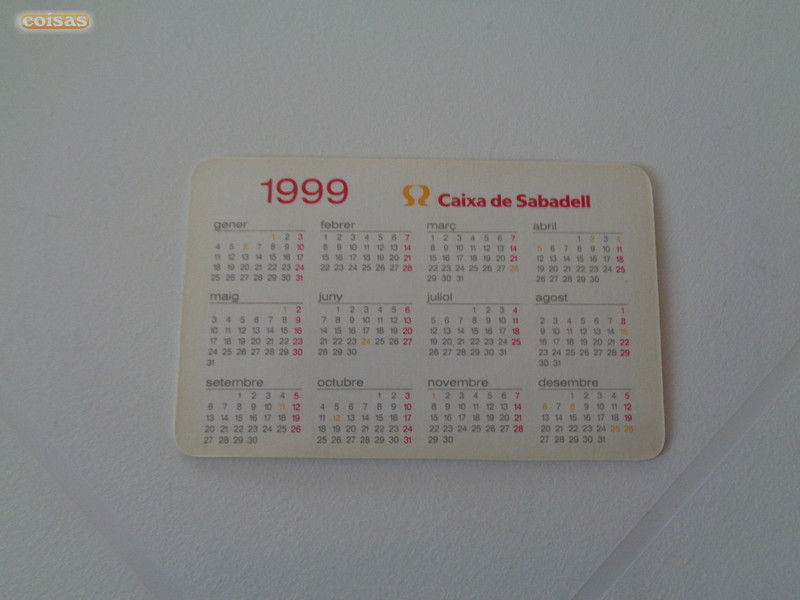 coisas
1999 Caixa de Sabadell
gener febrer març abril
1 2 3 1 2 3 4 5 6 7 1 2 3 4 5 6 7 1 2 3 4
4 5 6 7 8 9 10 8 9 10 11 12 13 14 8 9 10 11 12 13 14 5 6 7 8 9 10 11
11 12 13 14 15 16 17 15 16 17 18 19 20 21 15 16 17 18 19 20 21 12 13 14 15 16 17 18
18 19 20 21 22 23 24 22 23 24 25 26 27 28 22 23 24 25 26 27 28 19 20 21 22 23 24 25
25 26 27 28 29 30 31 29 30 31 26 27 28 29 30
maig juny juliol agost
1 2 1 2 3 4 5 6 1 2 3 4 1
3 4 5 6 7 8 9 7 8 9 10 11 12 13 5 6 7 8 9 10 11 2 3 4 5 6 7 8
10 11 12 13 14 15 16 14 15 16 17 18 19 20 12 13 14 15 16 17 18 9 10 11 12 13 14 15
17 18 19 20 21 22 23 21 22 23 24 25 26 27 19 20 21 22 23 24 25 16 17 18 19 20 21 22
24 25 26 27 28 29 30 28 29 30 26 27 28 29 30 31 23 24 25 26 27 28 29
31 30 31
setembre octubre novembre desembre
1 2 3 4 5 1 2 3 1 2 3 4 5 6 7 1 2 3 4 5
6 7 8 9 10 11 12 4 5 6 7 8 9 10 8 9 10 11 12 13 14 6 7 8 9 10 11 12
13 14 15 16 17 18 19 11 12 13 14 15 16 17 15 16 17 18 19 20 21 13 14 15 16 17 18 19
20 21 22 23 24 25 26 18 19 20 21 22 23 24 22 23 24 25 26 27 28 20 21 22 23 24 25 26
27 28 29 30 25 26 27 28 29 30 31 29 30 27 28 29 30 31